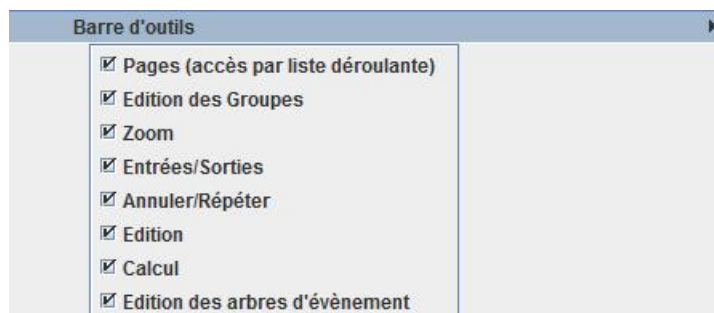 Barre d'outils
Pages (accès par liste déroulante)
Edition des Groupes
Zoom
Entrées/Sorties
Annuler/Répéter
Edition
Calcul
Edition des arbres d'évènement